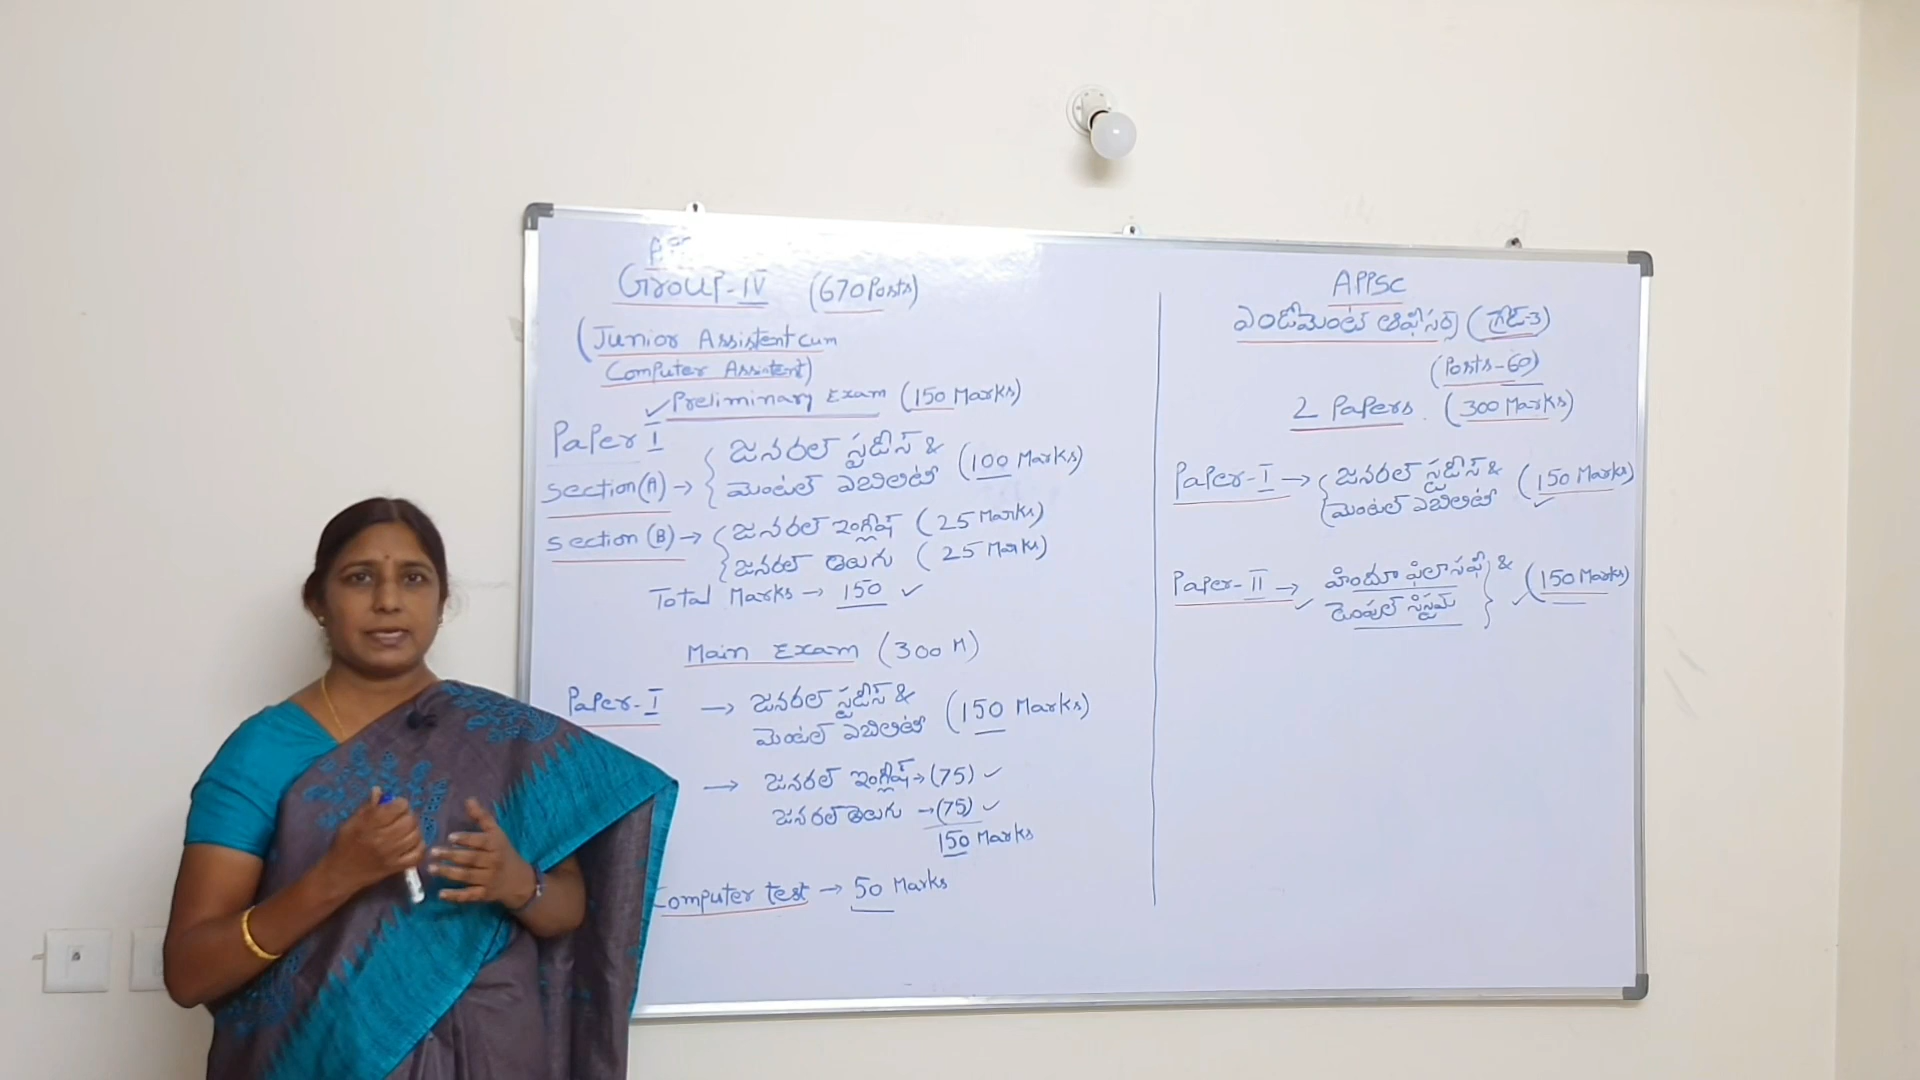 GROUP-IV (670 Posts)
(Junior Assistent cum
Computer Assistent)
✓ Preliminary Exam (150 Marks)
Paper I
Section(A) → { జనరల్ స్టడీస్ &
మెంటల్ ఎబిలిటీ (100 Marks)
Section (B) → { జనరల్ ఇంగ్లీష్ (25 Marks)
జనరల్ తెలుగు (25 Marks)
Total Marks → 150 ✓
Main Exam (300 M)
Paper-I → జనరల్ స్టడీస్ &
మెంటల్ ఎబిలిటీ (150 Marks)
→ జనరల్ ఇంగ్లీష్ → (75) ✓
జనరల్ తెలుగు → (75) ✓
150 Marks
Computer test → 50 Marks
APPSC
ఎండోమెంట్ ఆఫీసర్స్ (గ్రేడ్-3)
(Posts-60)
2 Papers. (300 Marks)
Paper-I → { జనరల్ స్టడీస్ &
మెంటల్ ఎబిలిటీ (150 Marks) ✓
Paper-II → హిందూ ఫిలాసఫీ &
టెంపుల్ సిస్టమ్ } (150 Marks)